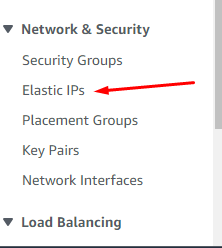 Network & Security
Security Groups
Elastic IPs
Placement Groups
Key Pairs
Network Interfaces
Load Balancing